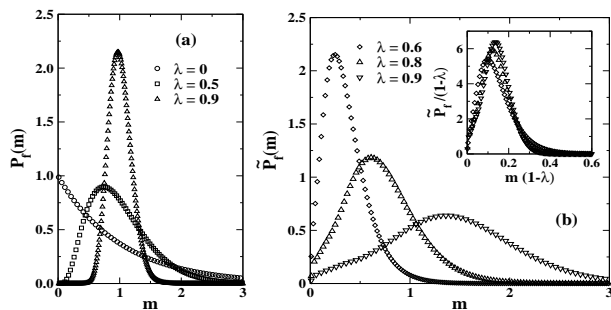 (a)
λ = 0
λ = 0.5
λ = 0.9
P_f(m)
2.5
2.0
1.5
1.0
0.5
0.0
0 1 2 3
m
(b)
λ = 0.6
λ = 0.8
λ = 0.9
P̃_f(m)
2.5
2
1.5
1
0.5
0
0 1 2 3
m
P̃_f/(1-λ)
6
4
2
0
0 0.2 0.4 0.6
m (1-λ)